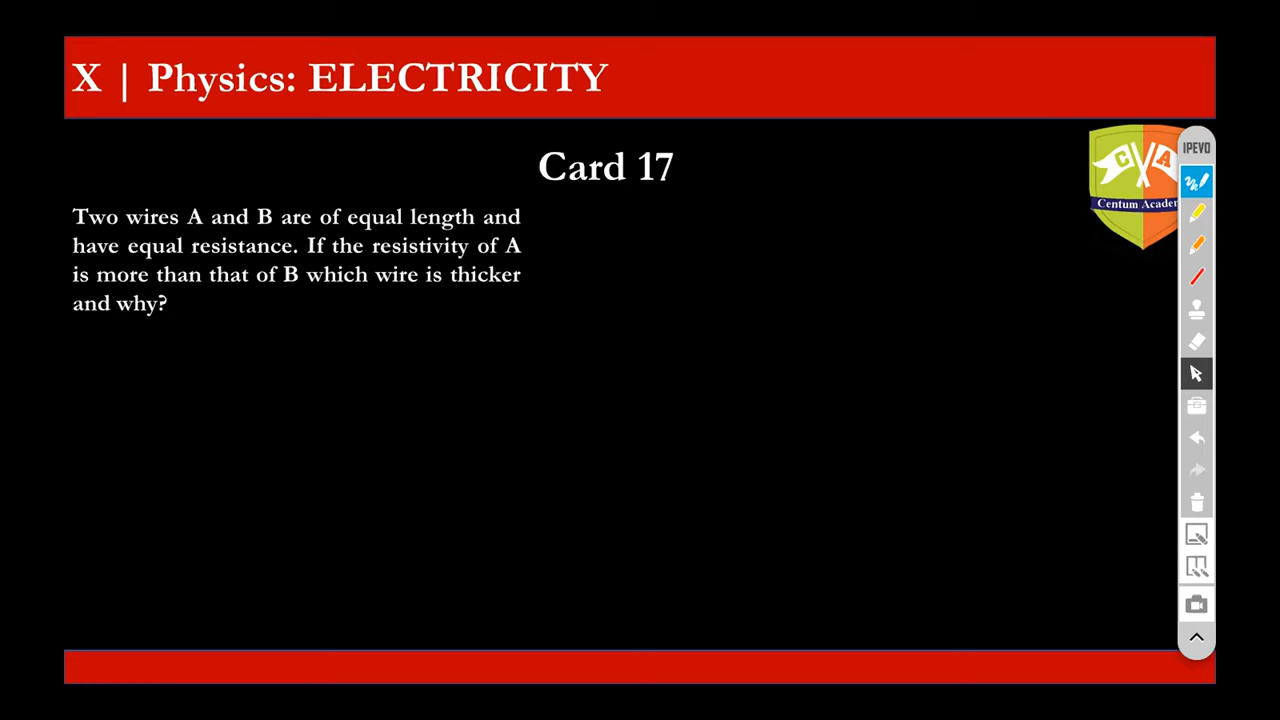 X | Physics: ELECTRICITY
Card 17
Two wires A and B are of equal length and
have equal resistance. If the resistivity of A
is more than that of B which wire is thicker
and why?
C A
Centum Academ
IPEVO